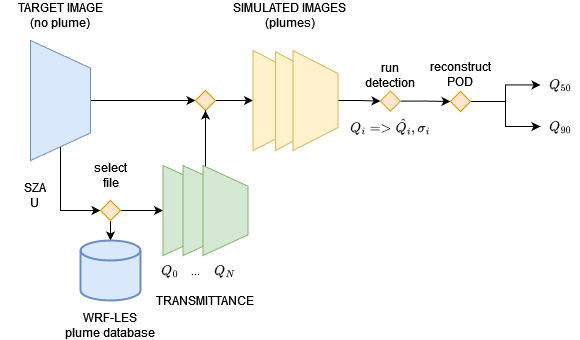 TARGET IMAGE
(no plume)
SIMULATED IMAGES
(plumes)
run
detection
reconstruct
POD
Q50
Q90
Qi => Q̂i, σi
select
file
SZA
U
Q0 ... QN
TRANSMITTANCE
WRF-LES
plume database